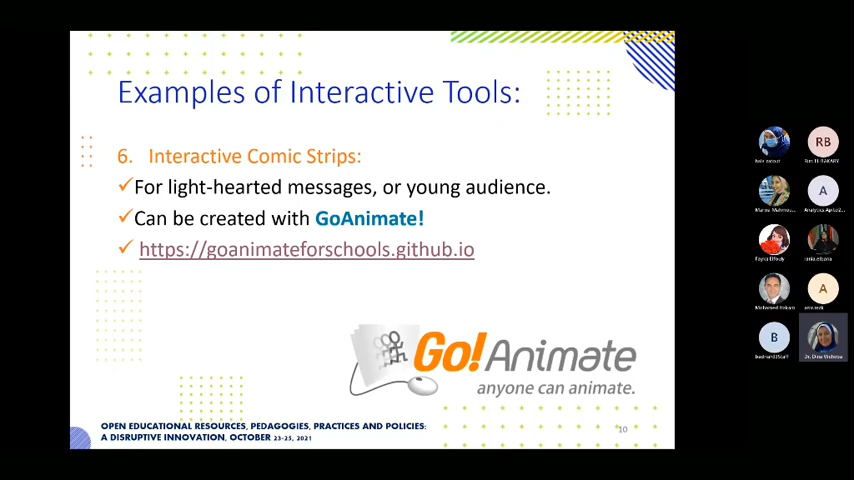 Examples of Interactive Tools:
6. Interactive Comic Strips:
✓For light-hearted messages, or young audience.
✓Can be created with GoAnimate!
✓ https://goanimateforschools.github.io
Go!Animate
anyone can animate.
OPEN EDUCATIONAL RESOURCES, PEDAGOGIES, PRACTICES AND POLICIES:
A DISRUPTIVE INNOVATION, OCTOBER 23-25, 2021
10
RB
A
Analytics Apite2...
A
B